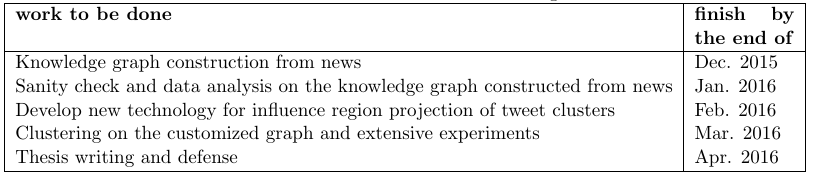 work to be done finish by
the end of
Knowledge graph construction from news Dec. 2015
Sanity check and data analysis on the knowledge graph constructed from news Jan. 2016
Develop new technology for influence region projection of tweet clusters Feb. 2016
Clustering on the customized graph and extensive experiments Mar. 2016
Thesis writing and defense Apr. 2016